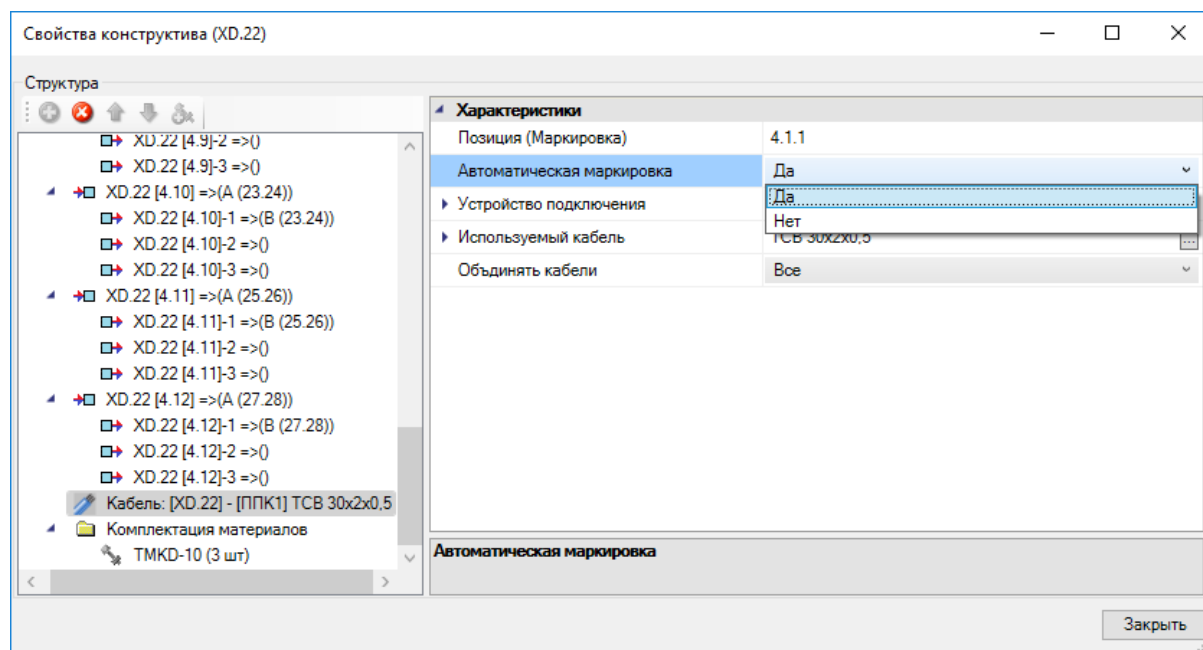 Свойства конструктива (XD.22)
Структура
XD.22 [4.9]-2 =>()
XD.22 [4.9]-3 =>()
XD.22 [4.10] =>(A (23.24))
XD.22 [4.10]-1 =>(B (23.24))
XD.22 [4.10]-2 =>()
XD.22 [4.10]-3 =>()
XD.22 [4.11] =>(A (25.26))
XD.22 [4.11]-1 =>(B (25.26))
XD.22 [4.11]-2 =>()
XD.22 [4.11]-3 =>()
XD.22 [4.12] =>(A (27.28))
XD.22 [4.12]-1 =>(B (27.28))
XD.22 [4.12]-2 =>()
XD.22 [4.12]-3 =>()
Кабель: [XD.22] - [ППК1] ТСВ 30х2х0,5
Комплектация материалов
TMKD-10 (3 шт)
Характеристики
Позиция (Маркировка) 4.1.1
Автоматическая маркировка Да
Да
Нет
Устройство подключения
Используемый кабель ТСВ 30х2х0,5
Объдинять кабели Все
Автоматическая маркировка
Закрыть